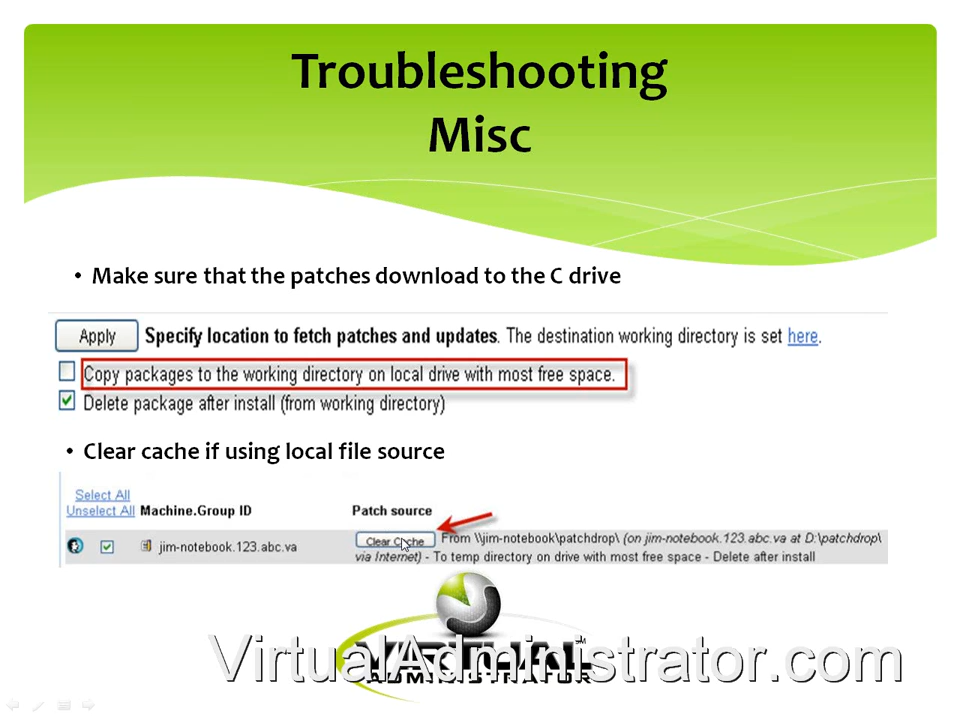 Troubleshooting
Misc
• Make sure that the patches download to the C drive
Apply Specify location to fetch patches and updates. The destination working directory is set here.
Copy packages to the working directory on local drive with most free space.
Delete package after install (from working directory)
• Clear cache if using local file source
Select All
Unselect All Machine.Group ID Patch source
jim-notebook.123.abc.va Clear Cache From \\jim-notebook\patchdrop\ (on jim-notebook.123.abc.va at D:\patchdrop\
via Internet) - To temp directory on drive with most free space - Delete after install
VIRTUAL SM
VirtualAdministrator.com
ADMINISTRATOR